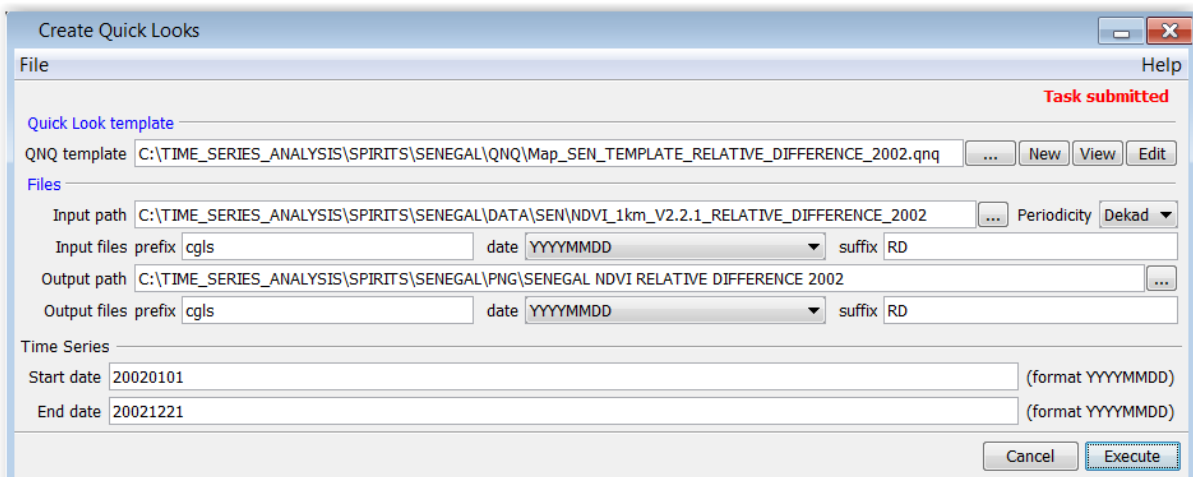 Create Quick Looks
File Help
Task submitted
Quick Look template
QNQ template C:\TIME_SERIES_ANALYSIS\SPIRITS\SENEGAL\QNQ\Map_SEN_TEMPLATE_RELATIVE_DIFFERENCE_2002.qnq ... New View Edit
Files
Input path C:\TIME_SERIES_ANALYSIS\SPIRITS\SENEGAL\DATA\SEN\NDVI_1km_V2.2.1_RELATIVE_DIFFERENCE_2002 ... Periodicity Dekad
Input files prefix cgls date YYYYMMDD suffix RD
Output path C:\TIME_SERIES_ANALYSIS\SPIRITS\SENEGAL\PNG\SENEGAL NDVI RELATIVE DIFFERENCE 2002 ...
Output files prefix cgls date YYYYMMDD suffix RD
Time Series
Start date 20020101 (format YYYYMMDD)
End date 20021221 (format YYYYMMDD)
Cancel Execute